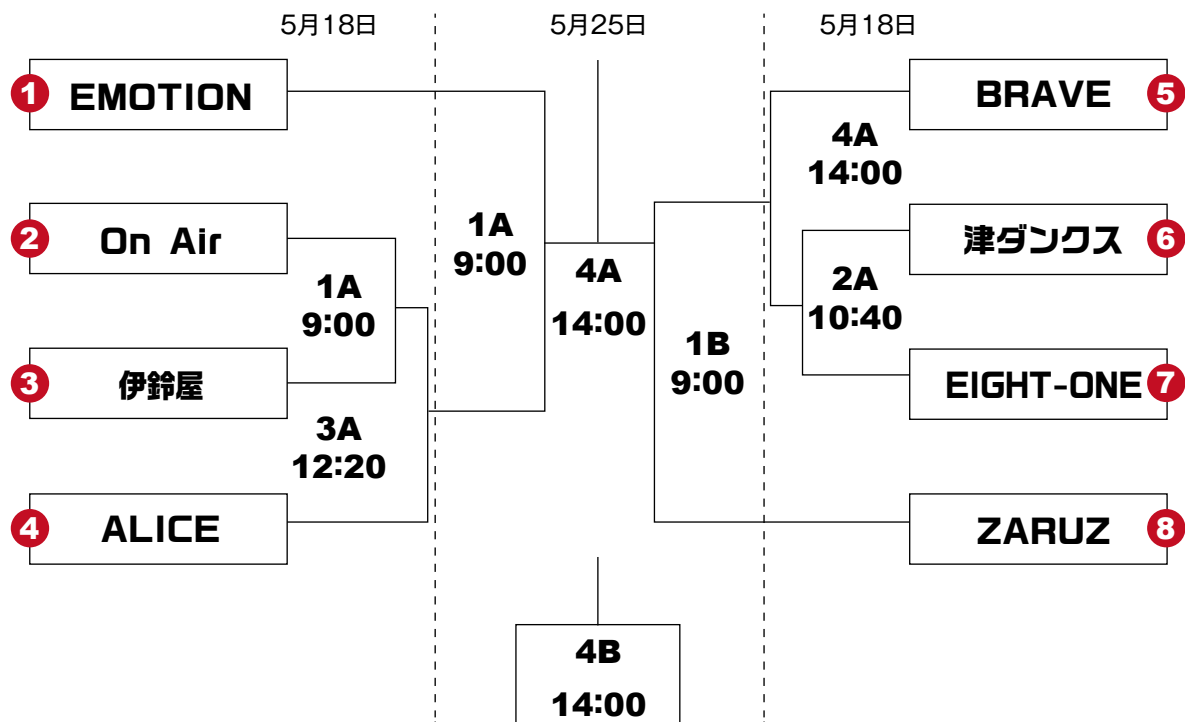 5月18日
5月25日
5月18日
1 EMOTION
2 On Air
3 伊鈴屋
4 ALICE
1A
9:00
3A
12:20
1A
9:00
4A
14:00
1B
9:00
4A
14:00
2A
10:40
BRAVE 5
津ダンクス 6
EIGHT-ONE 7
ZARUZ 8
4B
14:00